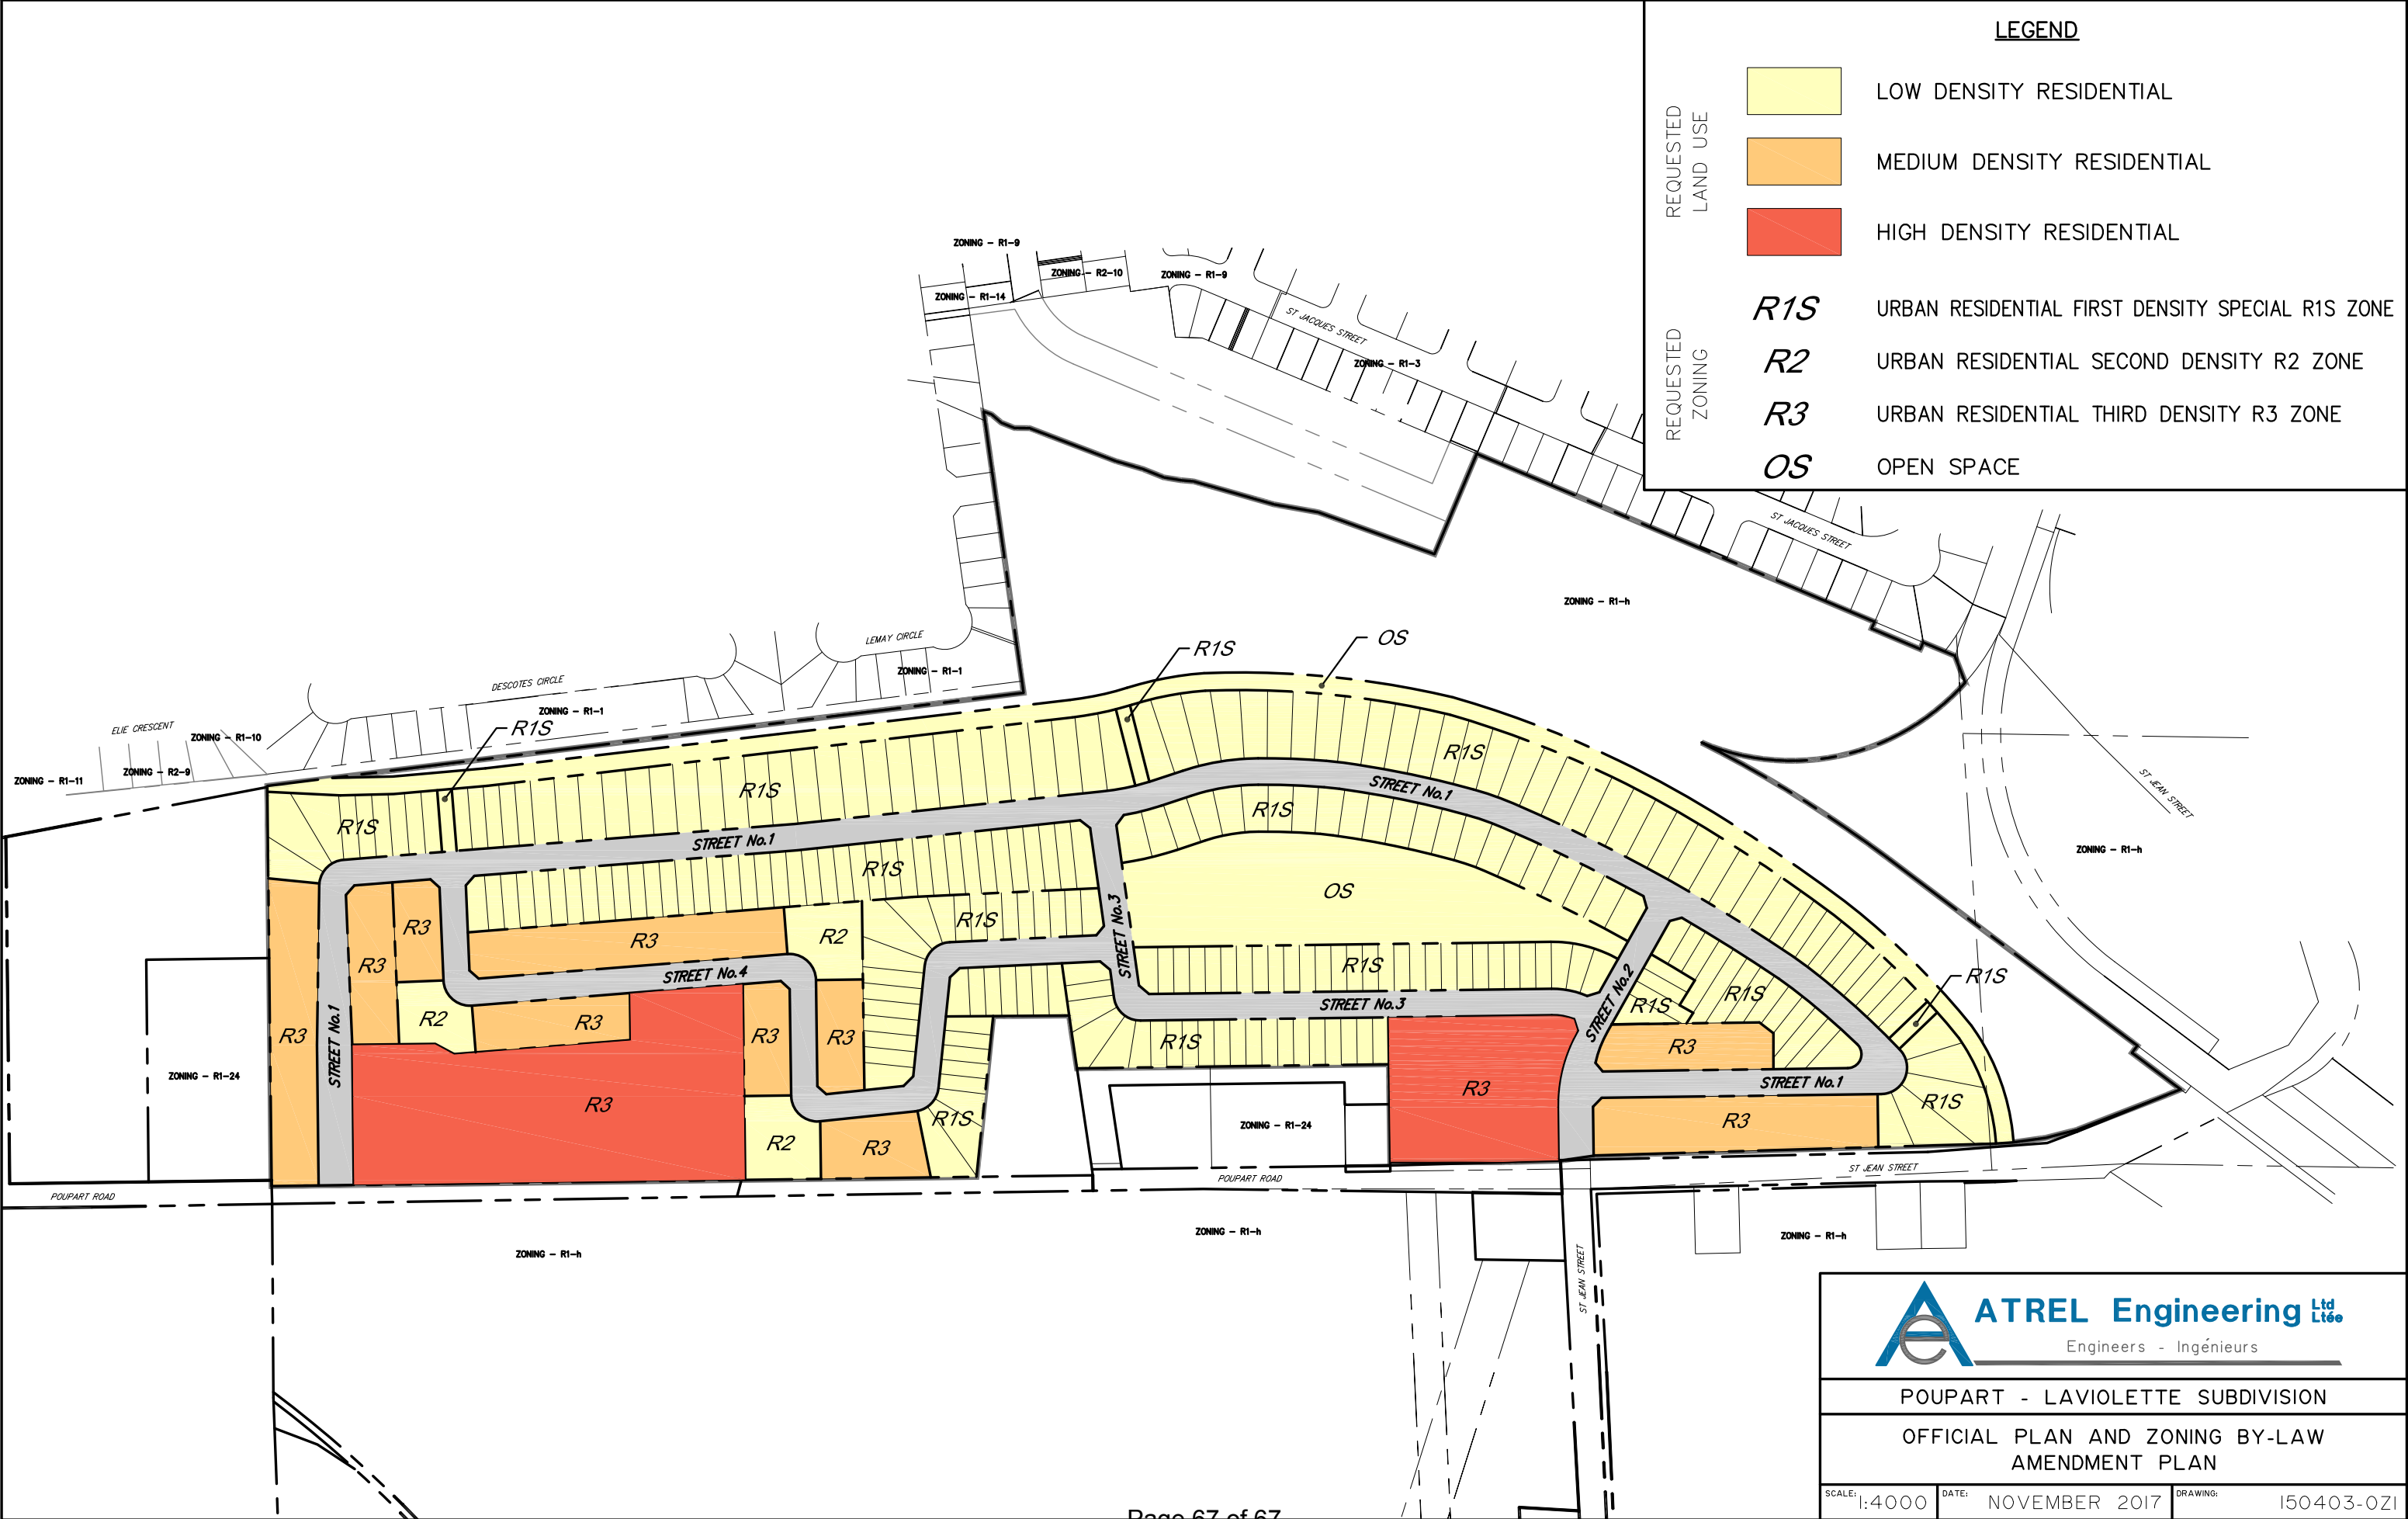 LEGEND
REQUESTED
LAND USE
LOW DENSITY RESIDENTIAL
MEDIUM DENSITY RESIDENTIAL
HIGH DENSITY RESIDENTIAL
REQUESTED
ZONING
R1S URBAN RESIDENTIAL FIRST DENSITY SPECIAL R1S ZONE
R2 URBAN RESIDENTIAL SECOND DENSITY R2 ZONE
R3 URBAN RESIDENTIAL THIRD DENSITY R3 ZONE
OS OPEN SPACE
ZONING - R1-9
ZONING - R2-10
ZONING - R1-9
ZONING - R1-14
ST JACQUES STREET
ZONING - R1-3
ST JACQUES STREET
ZONING - R1-h
LEMAY CIRCLE
OS
R1S
ZONING - R1-1
DESCOTES CIRCLE
ZONING - R1-1
ELIE CRESCENT
R1S
ZONING - R1-10
ZONING - R2-9
ZONING - R1-11
R1S
R1S
STREET No.1
ST JEAN STREET
R1S
R1S
STREET No.1
ZONING - R1-h
R1S
OS
R1S
STREET No.3
R3
R3
R2
R3
R1S
STREET No.4
R1S
R1S
R1S
STREET No.3
STREET No.2
R2
R3
R3
R3
R3
STREET No.1
R1S
R3
ZONING - R1-24
STREET No.1
R3
R3
R1S
R3
R1S
ZONING - R1-24
R2
R3
ST JEAN STREET
POUPART ROAD
POUPART ROAD
ZONING - R1-h
ZONING - R1-h
ZONING - R1-h
ST JEAN STREET
ATREL Engineering Ltd
Ltée
Engineers - Ingénieurs
POUPART - LAVIOLETTE SUBDIVISION
OFFICIAL PLAN AND ZONING BY-LAW
AMENDMENT PLAN
SCALE: 1:4000 DATE: NOVEMBER 2017 DRAWING: 150403-OZ1
Page 67 of 67